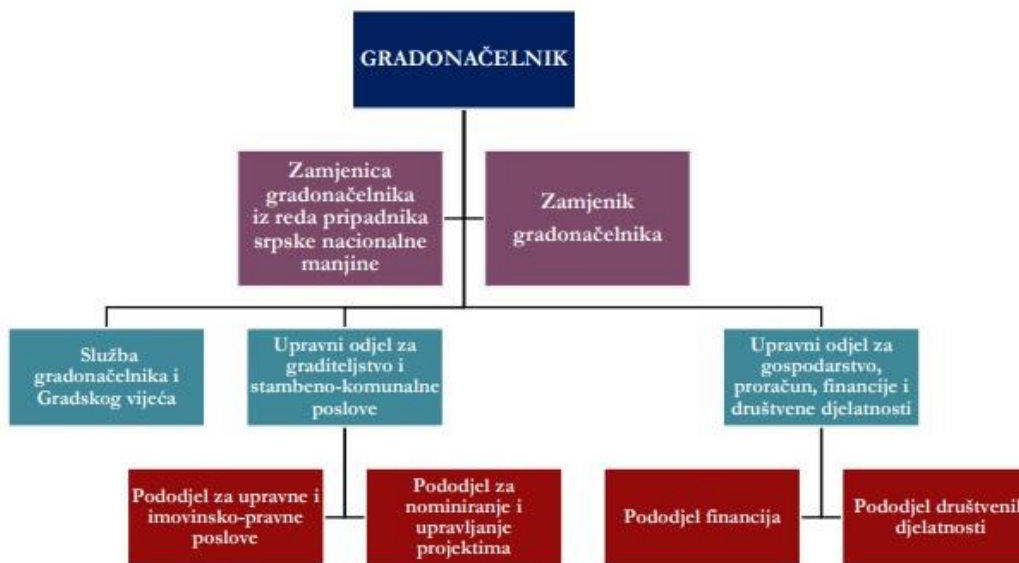 GRADONAČELNIK
Zamjenica
gradonačelnika
iz reda pripadnika
srpske nacionalne
manjine
Zamjenik
gradonačelnika
Služba
gradonačelnika i
Gradskog vijeća
Upravni odjel za
graditeljstvo i
stambeno-komunalne
poslove
Upravni odjel za
gospodarstvo,
proračun, financije i
društvene djelatnosti
Pododjel za upravne i
imovinsko-pravne
poslove
Pododjel za
nominiranje i
upravljanje
projektima
Pododjel financija
Pododjel društvenih
djelatnosti